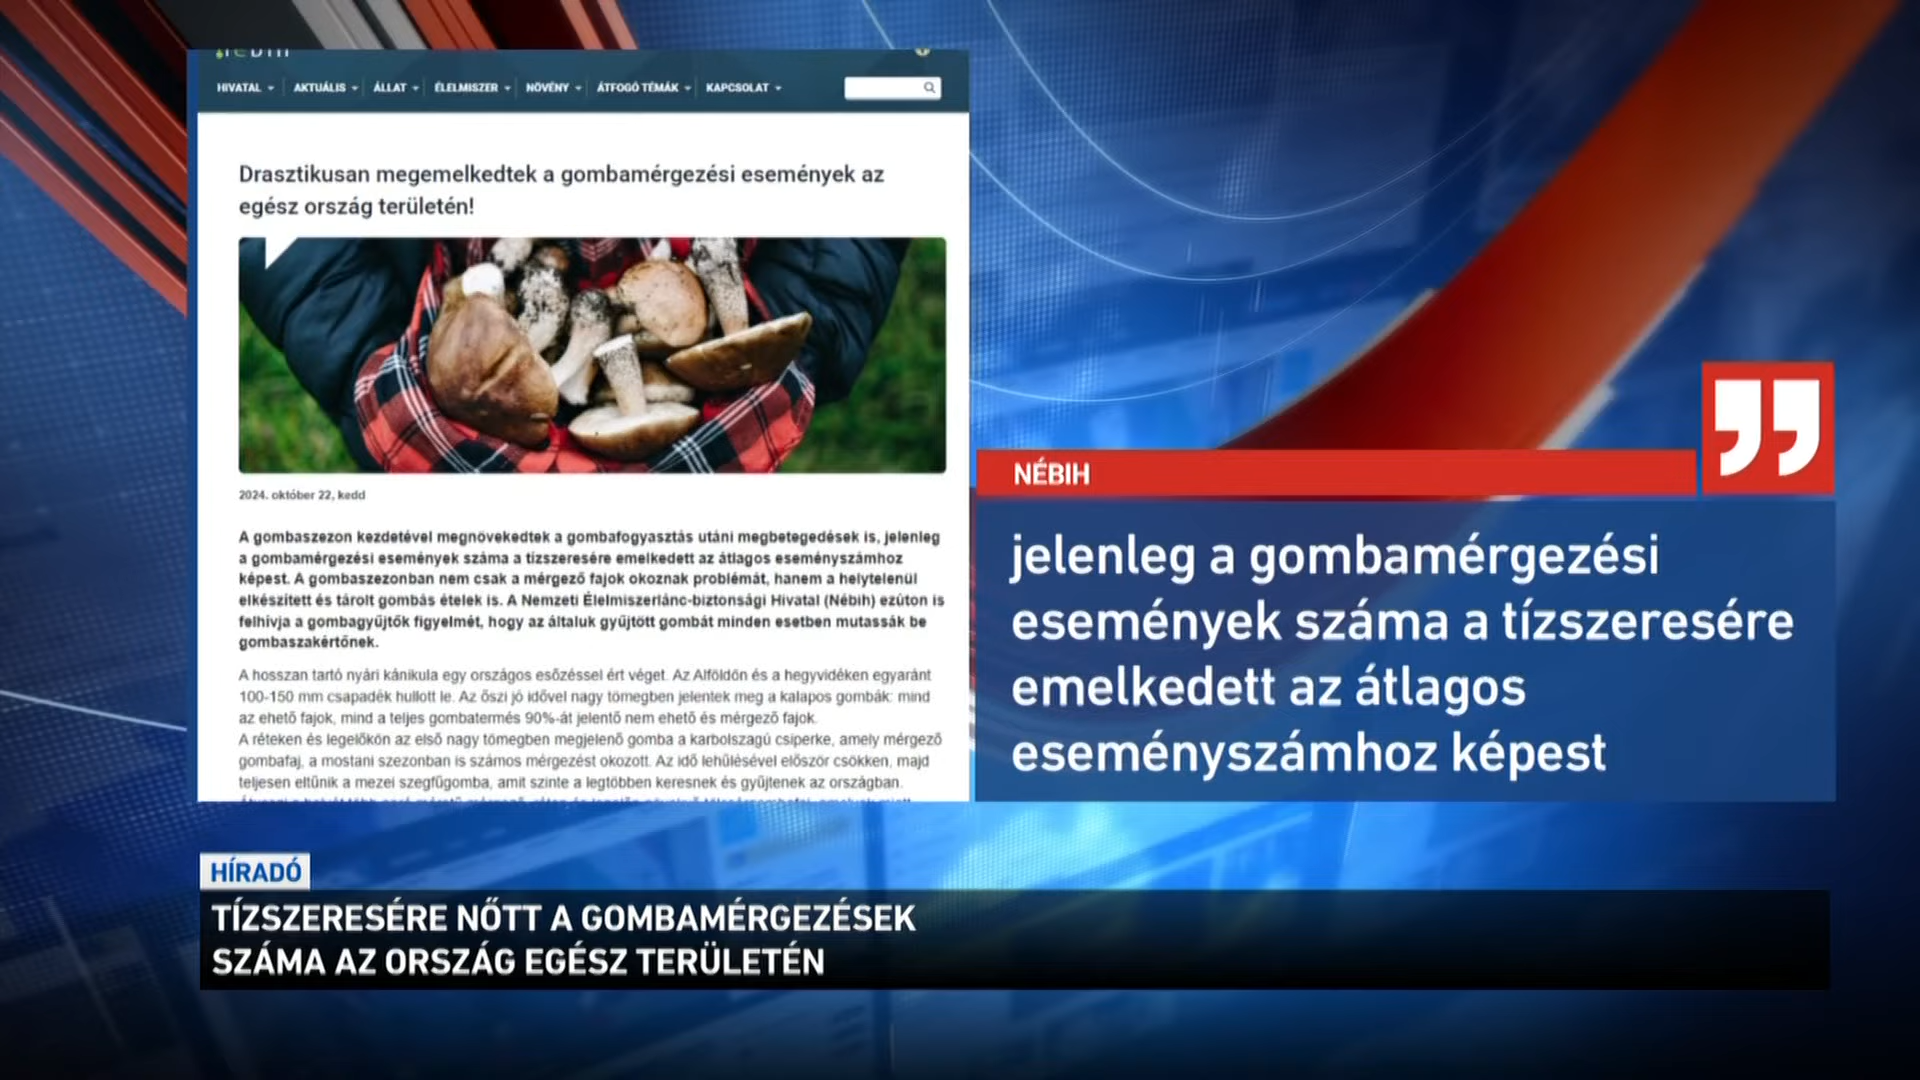 nébih
HIVATAL
AKTUÁLIS
ÁLLAT
ÉLELMISZER
NÖVÉNY
ÁTFOGÓ TÉMÁK
KAPCSOLAT
Drasztikusan megemelkedtek a gombamérgezési események az
egész ország területén!
2024. október 22, kedd
A gombaszezon kezdetével megnövekedtek a gombafogyasztás utáni megbetegedések is, jelenleg
a gombamérgezési események száma a tízszeresére emelkedett az átlagos eseményszámhoz
képest. A gombaszezonban nem csak a mérgező fajok okoznak problémát, hanem a helytelenül
elkészített és tárolt gombás ételek is. A Nemzeti Élelmiszerlánc-biztonsági Hivatal (Nébih) ezúton is
felhívja a gombagyűjtők figyelmét, hogy az általuk gyűjtött gombát minden esetben mutassák be
gombaszakértőnek.
A hosszan tartó nyári kánikula egy országos esőzéssel ért véget. Az Alföldön és a hegyvidéken egyaránt
100-150 mm csapadék hullott le. Az őszi jó idővel nagy tömegben jelentek meg a kalapos gombák: mind
az ehető fajok, mind a teljes gombatermés 90%-át jelentő nem ehető és mérgező fajok.
A réteken és legelőkön az első nagy tömegben megjelenő gomba a karbolszagú csiperke, amely mérgező
gombafaj, a mostani szezonban is számos mérgezést okozott. Az idő lehűlésével először csökken, majd
teljesen eltűnik a mezei szegfűgomba, amit szinte a legtöbben keresnek és gyűjtenek az országban.
NÉBIH
jelenleg a gombamérgezési
események száma a tízszeresére
emelkedett az átlagos
eseményszámhoz képest
HÍRADÓ
TÍZSZERESÉRE NŐTT A GOMBAMÉRGEZÉSEK
SZÁMA AZ ORSZÁG EGÉSZ TERÜLETÉN